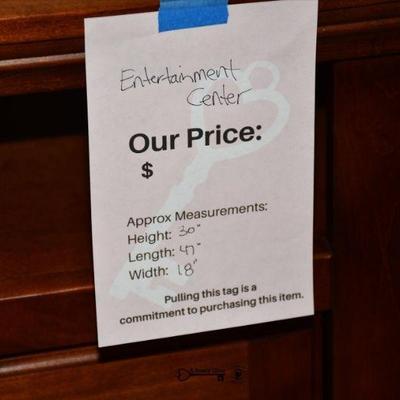 Entertainment
Center
Our Price:
$
Approx Measurements:
Height: 30"
Length: 47"
Width: 18"
Pulling this tag is a
commitment to purchasing this item.